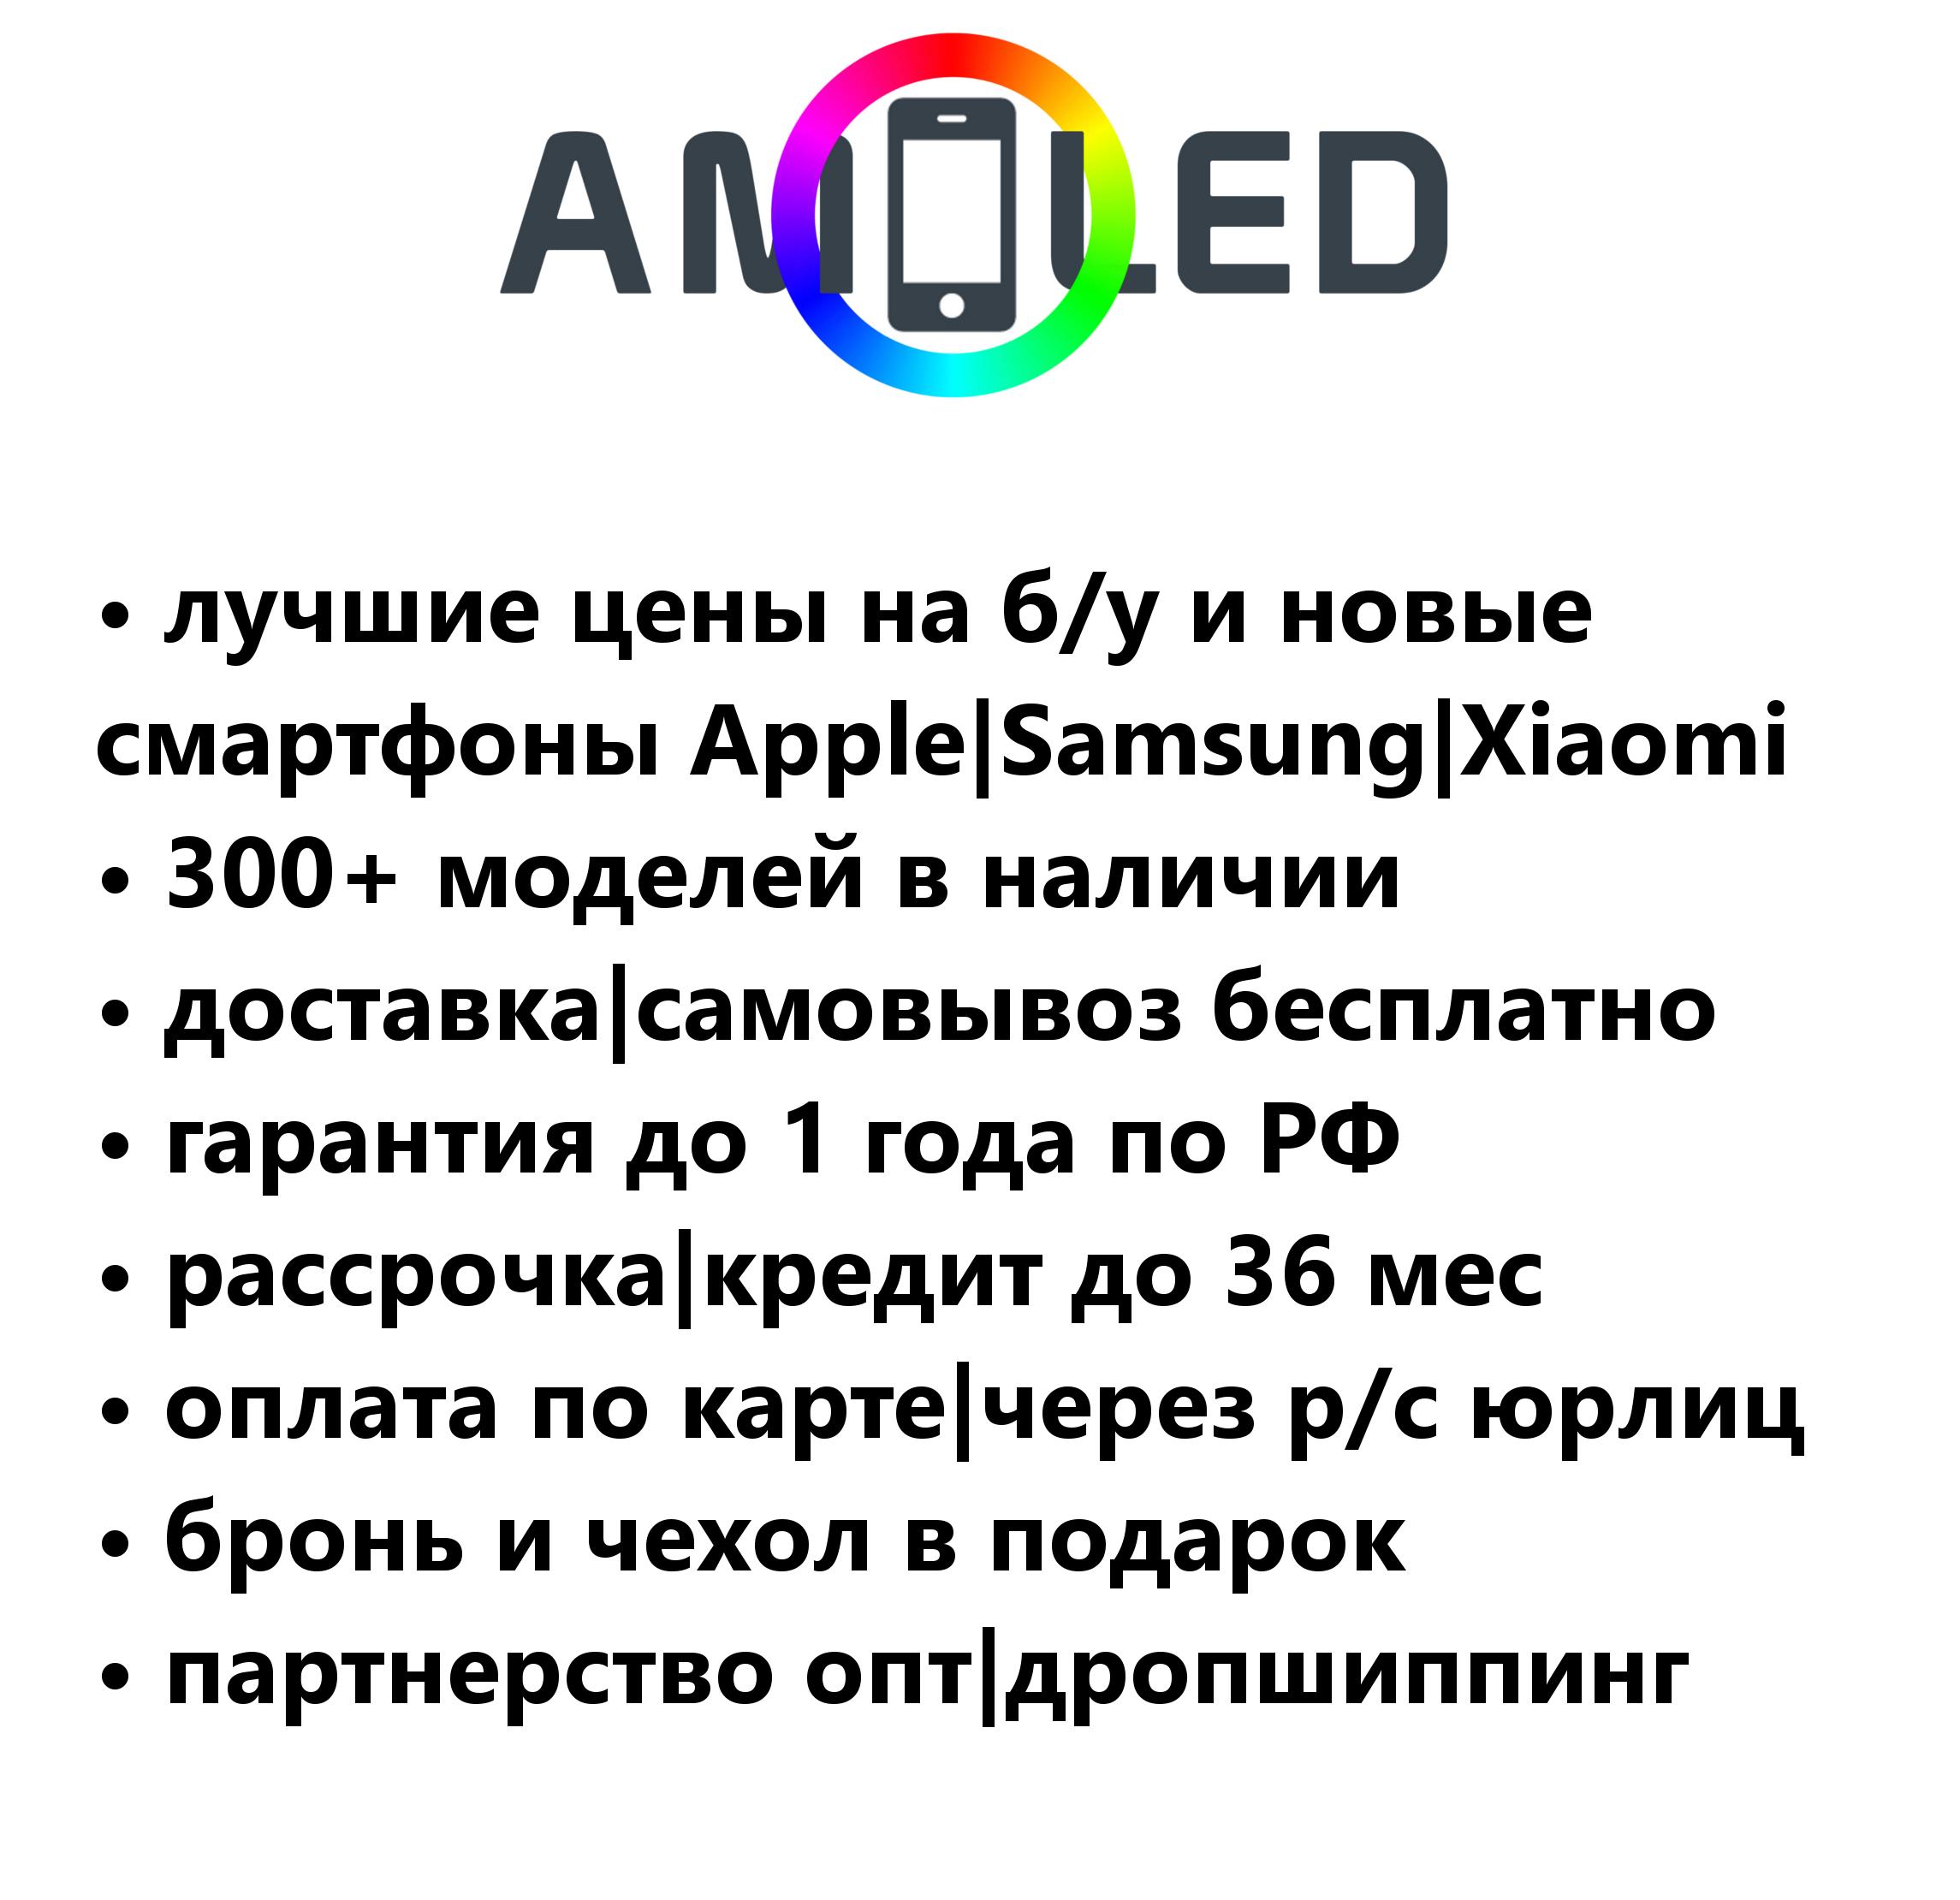 AMOLED
• лучшие цены на б/у и новые
смартфоны Apple|Samsung|Xiaomi
• 300+ моделей в наличии
• доставка|самовывоз бесплатно
• гарантия до 1 года по РФ
• рассрочка|кредит до 36 мес
• оплата по карте|через р/с юрлиц
• бронь и чехол в подарок
• партнерство опт|дропшиппинг